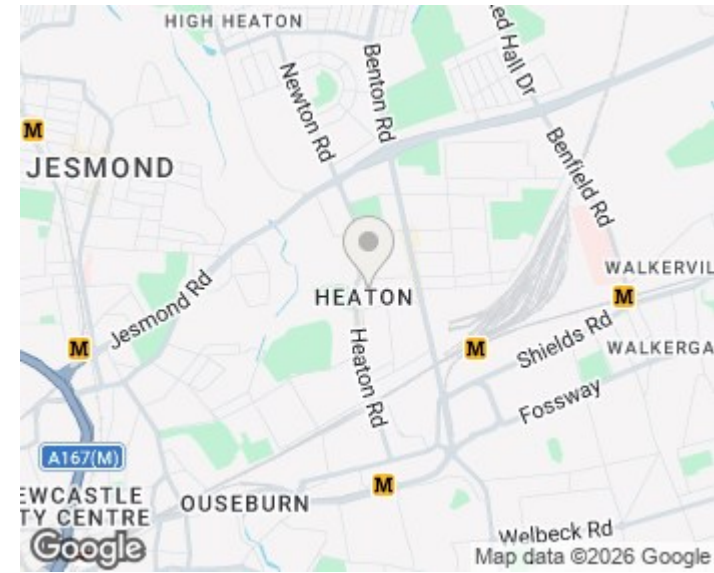 HIGH HEATON
Newton Rd
Benton Rd
ed Hall Dr
Benfield Rd
M
JESMOND
WALKERVIL
M
HEATON
Jesmond Rd
M
M
Shields Rd
WALKERGA
Heaton Rd
Fossway
A167(M)
M
EWCASTLE
TY CENTRE
OUSEBURN
Welbeck Rd
Google
Map data ©2026 Google